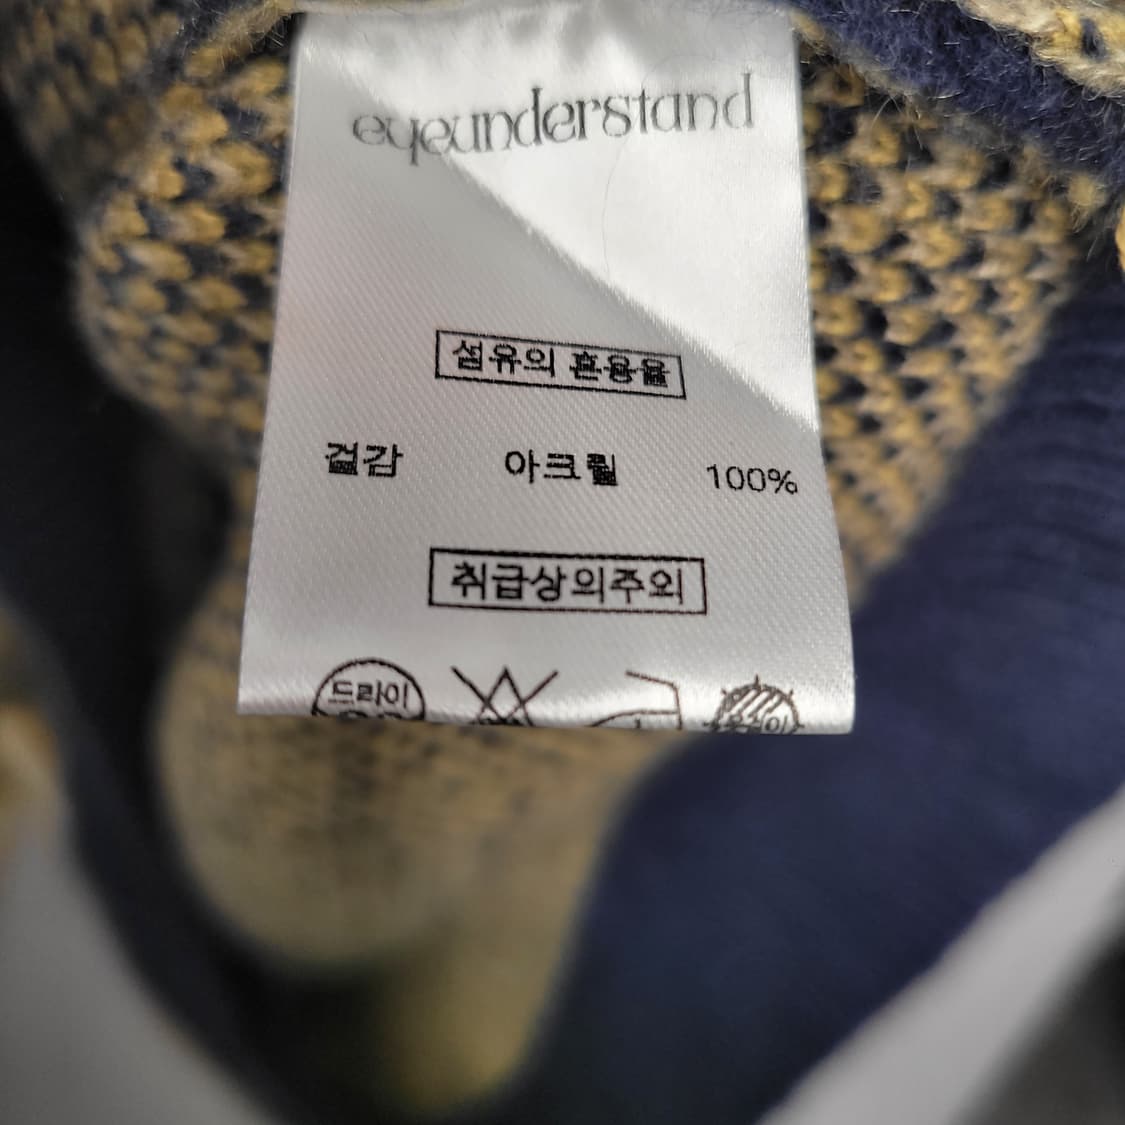 eyeunderstand
섬유의 혼용율
겉감 아크릴 100%
취급상의주외
드라이